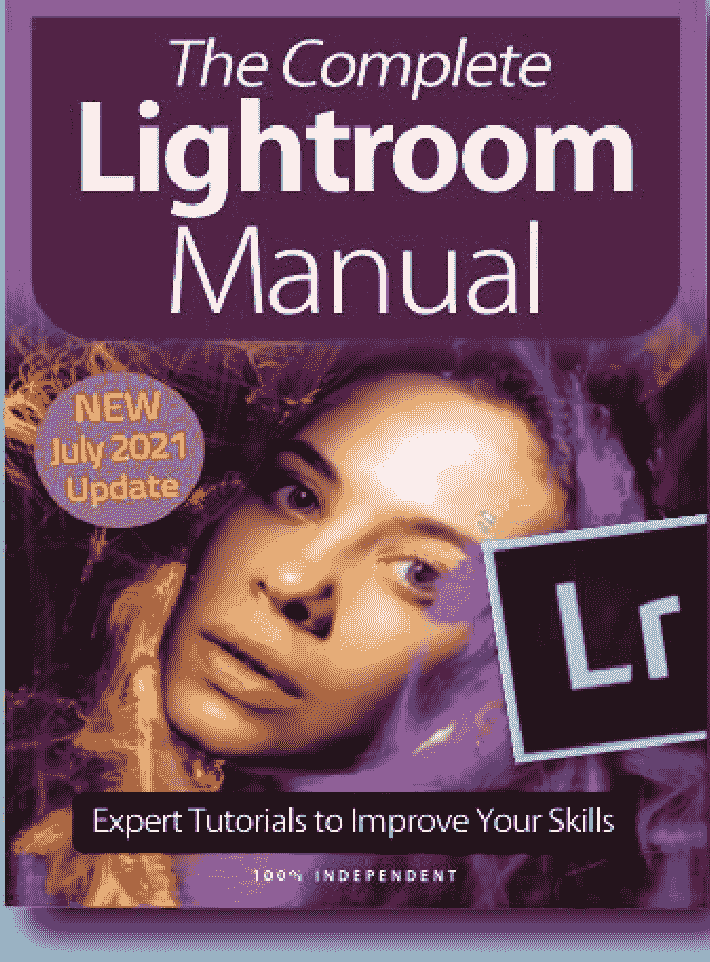 The Complete
Lightroom
Manual
NEW
July 2021
Update
Lr
Expert Tutorials to Improve Your Skills
100% INDEPENDENT